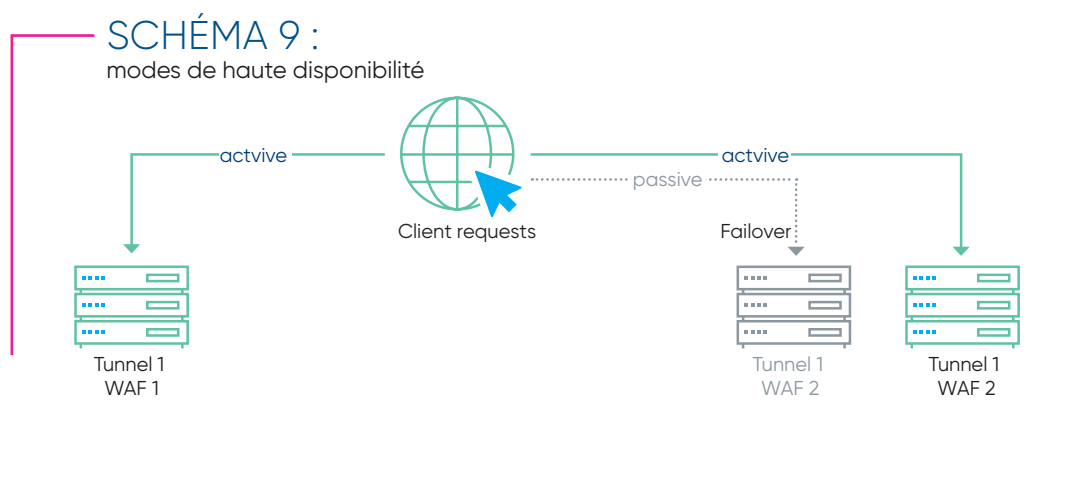 SCHÉMA 9 :
modes de haute disponibilité
actvive
actvive
passive
Client requests
Failover
Tunnel 1
WAF 1
Tunnel 1
WAF 2
Tunnel 1
WAF 2